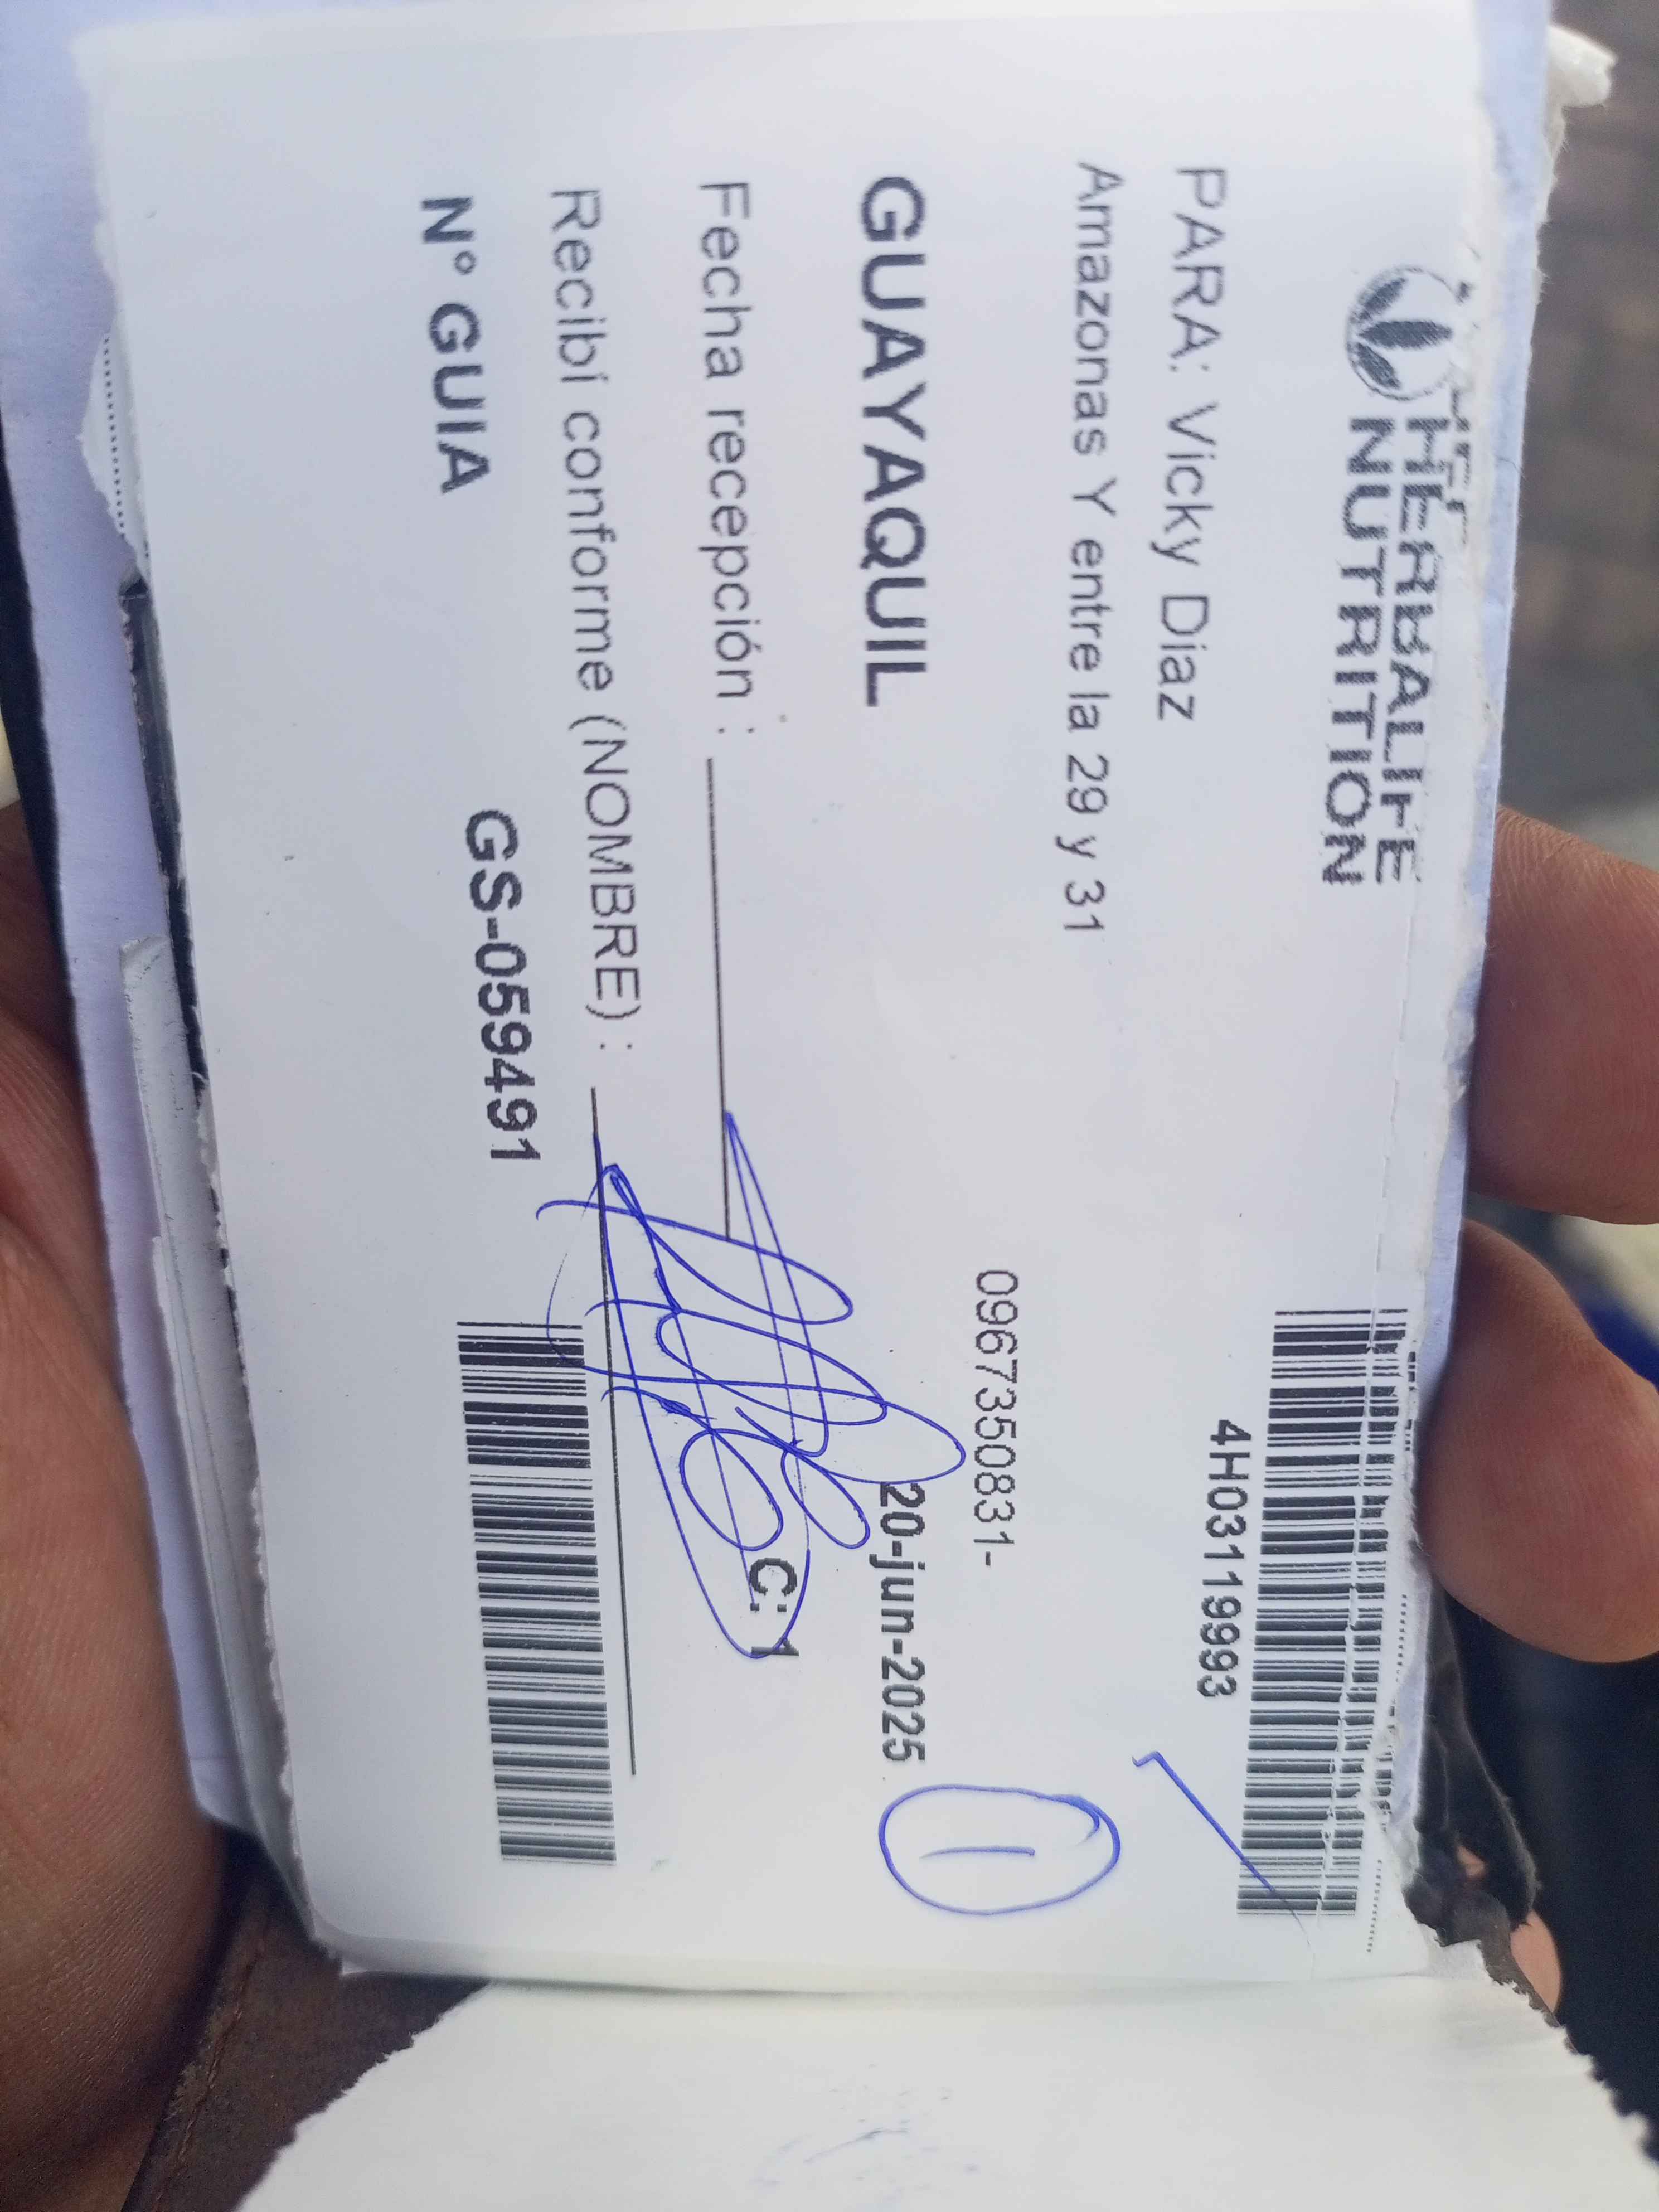 HERBALIFE
NUTRITION
4H03119993
PARA: Vicky Diaz
Amazonas Y entre la 29 y 31
0967350831-
GUAYAQUIL
20-jun-2025
1
Fecha recepción :
C: 1
Recibí conforme (NOMBRE) :
N° GUIA
GS-059491